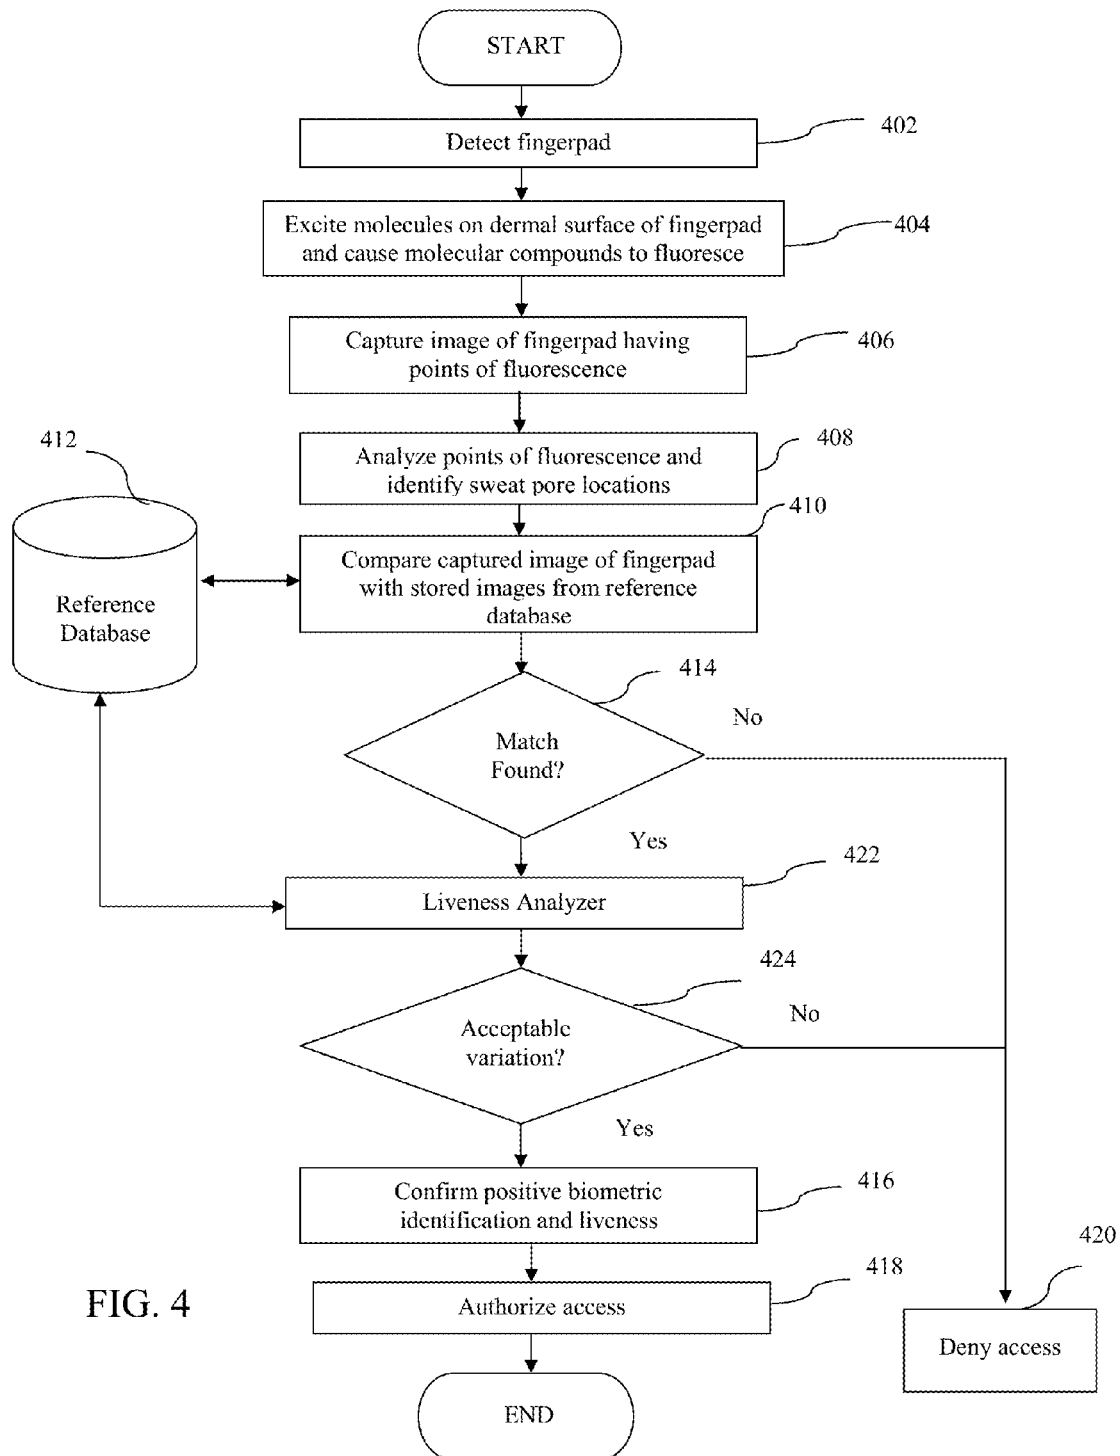 START
Detect fingerpad
402
Excite molecules on dermal surface of fingerpad
and cause molecular compounds to fluoresce
404
Capture image of fingerpad having
points of fluorescence
406
Analyze points of fluorescence and
identify sweat pore locations
408
412
Reference
Database
Compare captured image of fingerpad
with stored images from reference
database
410
Match
Found?
414
No
Yes
Liveness Analyzer
422
Acceptable
variation?
424
No
Yes
Confirm positive biometric
identification and liveness
416
Authorize access
418
Deny access
420
END
FIG. 4